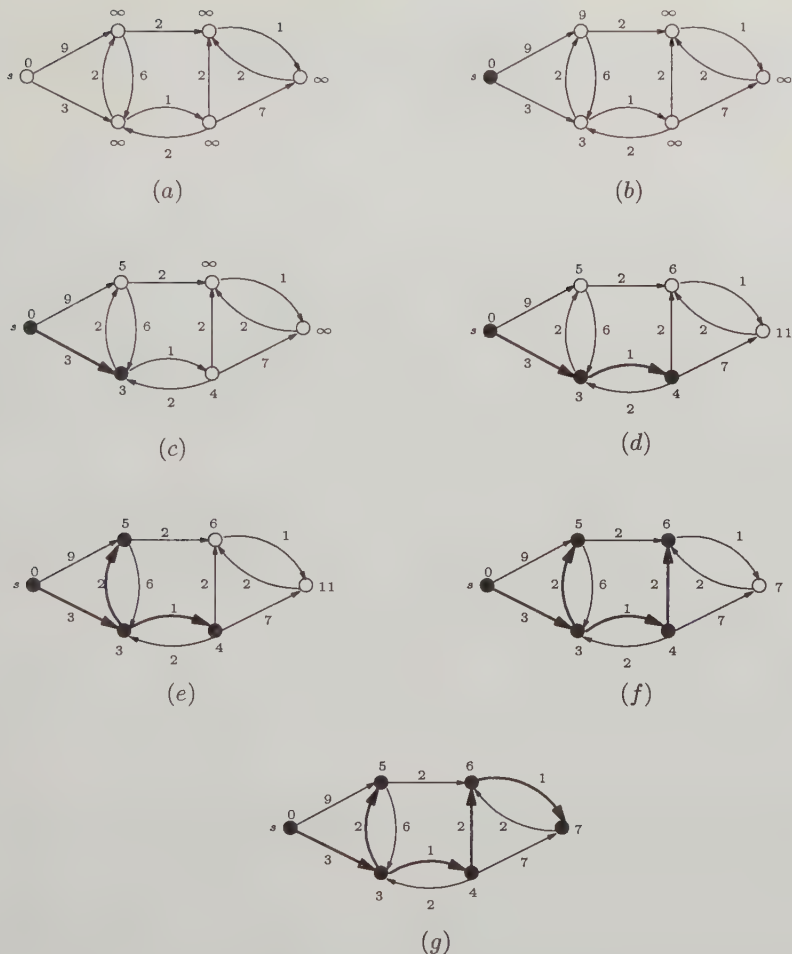 ∞ ∞
0 9 2 1
s 2 6 2 2 ∞
3 1 7
∞ 2 ∞
(a)
9 ∞
0 9 2 1
s 2 6 2 2 ∞
3 1 7
3 2 ∞
(b)
5 ∞
0 9 2 1
s 2 6 2 2 ∞
3 1 7
3 2 4
(c)
5 6
0 9 2 1
s 2 6 2 2 11
3 1 7
3 2 4
(d)
5 6
0 9 2 1
s 2 6 2 2 11
3 1 7
3 2 4
(e)
5 6
0 9 2 1
s 2 6 2 2 7
3 1 7
3 2 4
(f)
5 6
0 9 2 1
s 2 6 2 2 7
3 1 7
3 2 4
(g)